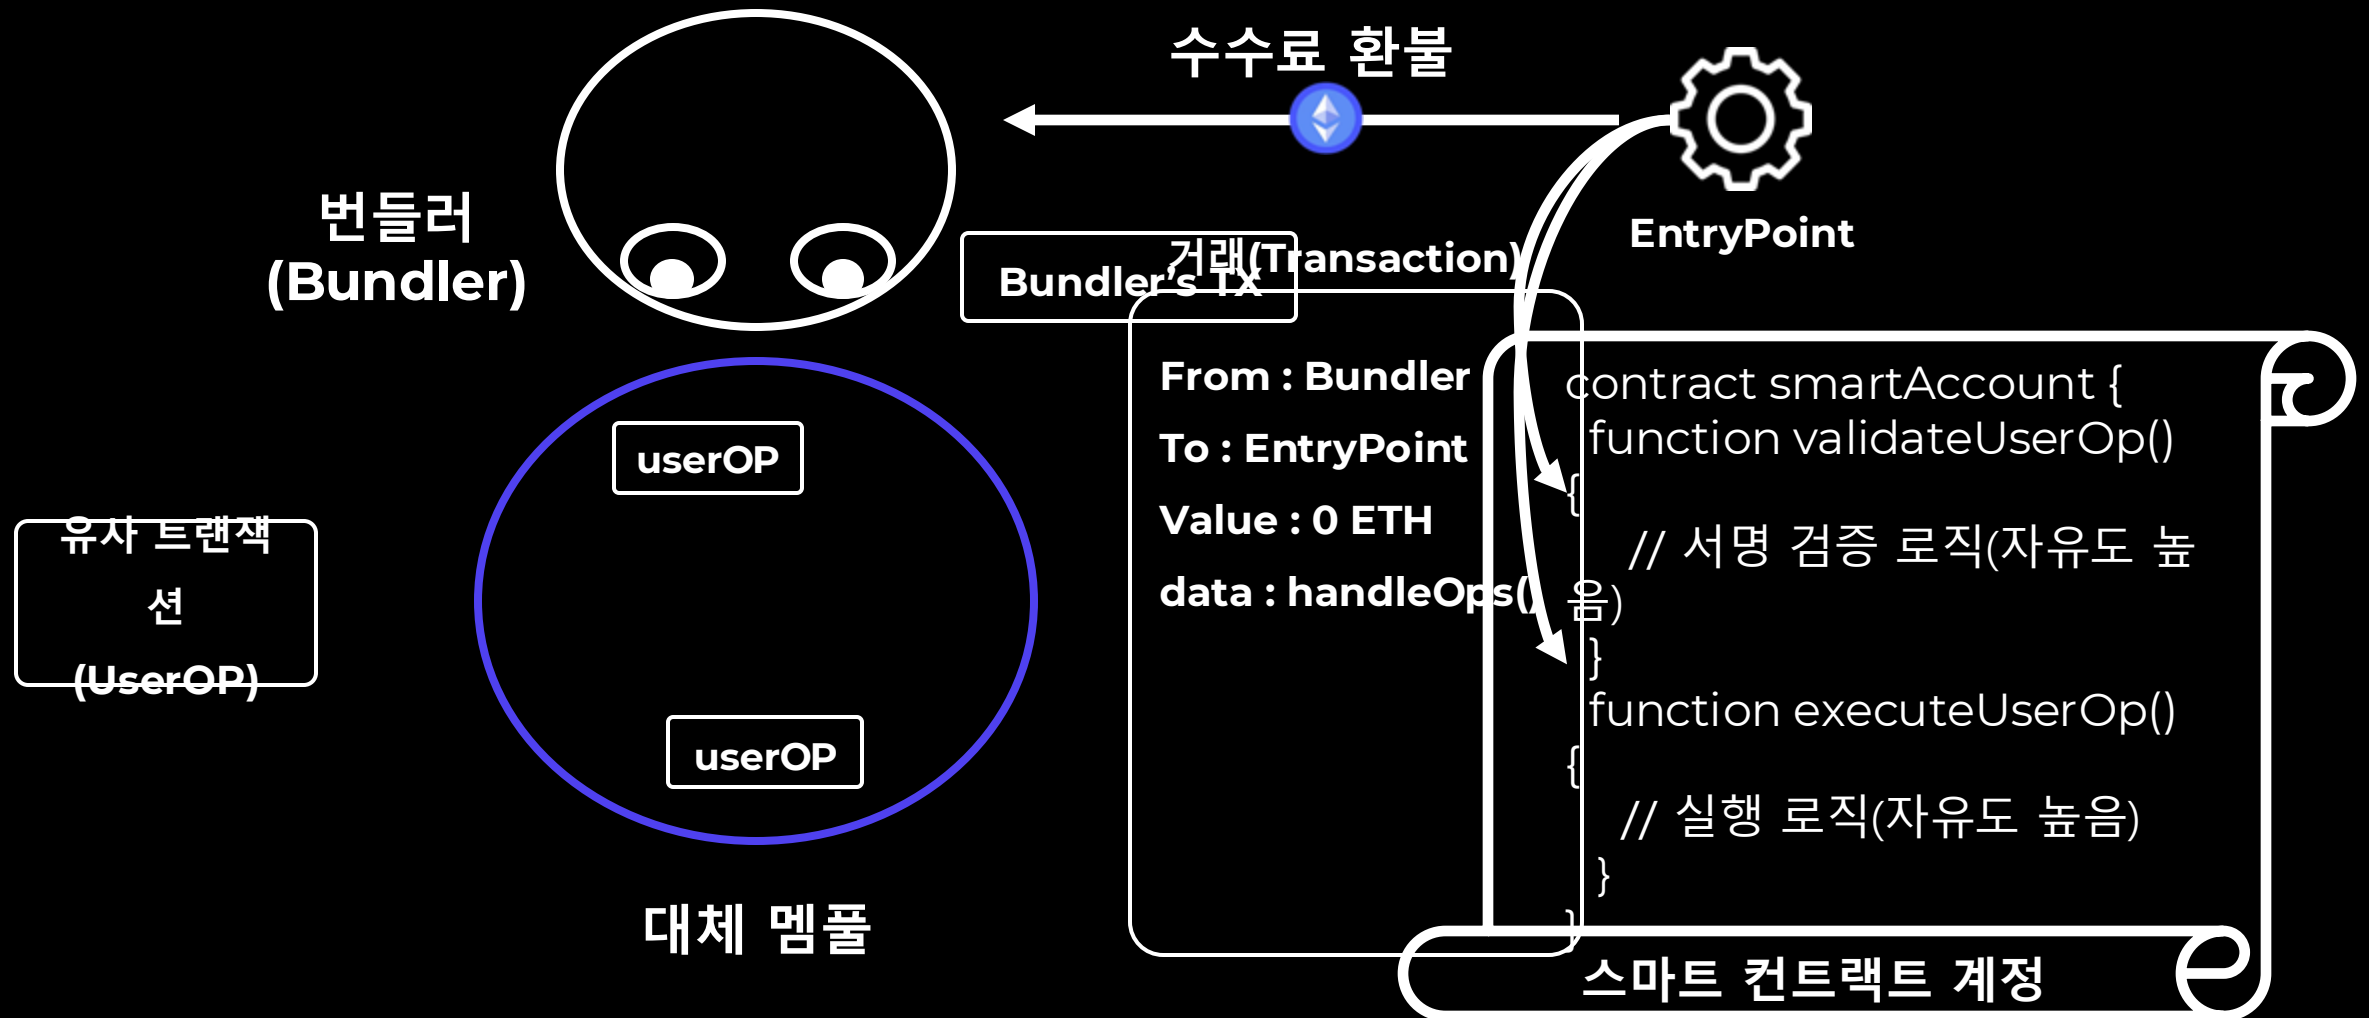 수수료 환불
EntryPoint
번들러
(Bundler)
거래(Transaction)
Bundler's TX
From : Bundler
To : EntryPoint
Value : 0 ETH
data : handleOps()
userOP
userOP
유사 트랜잭
션
(UserOP)
대체 멤풀
contract smartAccount {
function validateUserOp()
{
// 서명 검증 로직(자유도 높
음)
}
function executeUserOp()
{
// 실행 로직(자유도 높음)
}
}
스마트 컨트랙트 계정